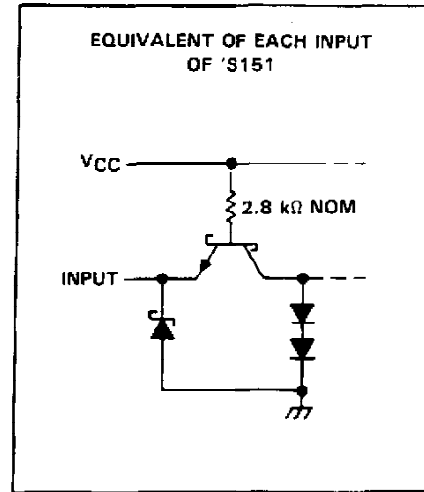 EQUIVALENT OF EACH INPUT
OF 'S151
VCC
2.8 kΩ NOM
INPUT